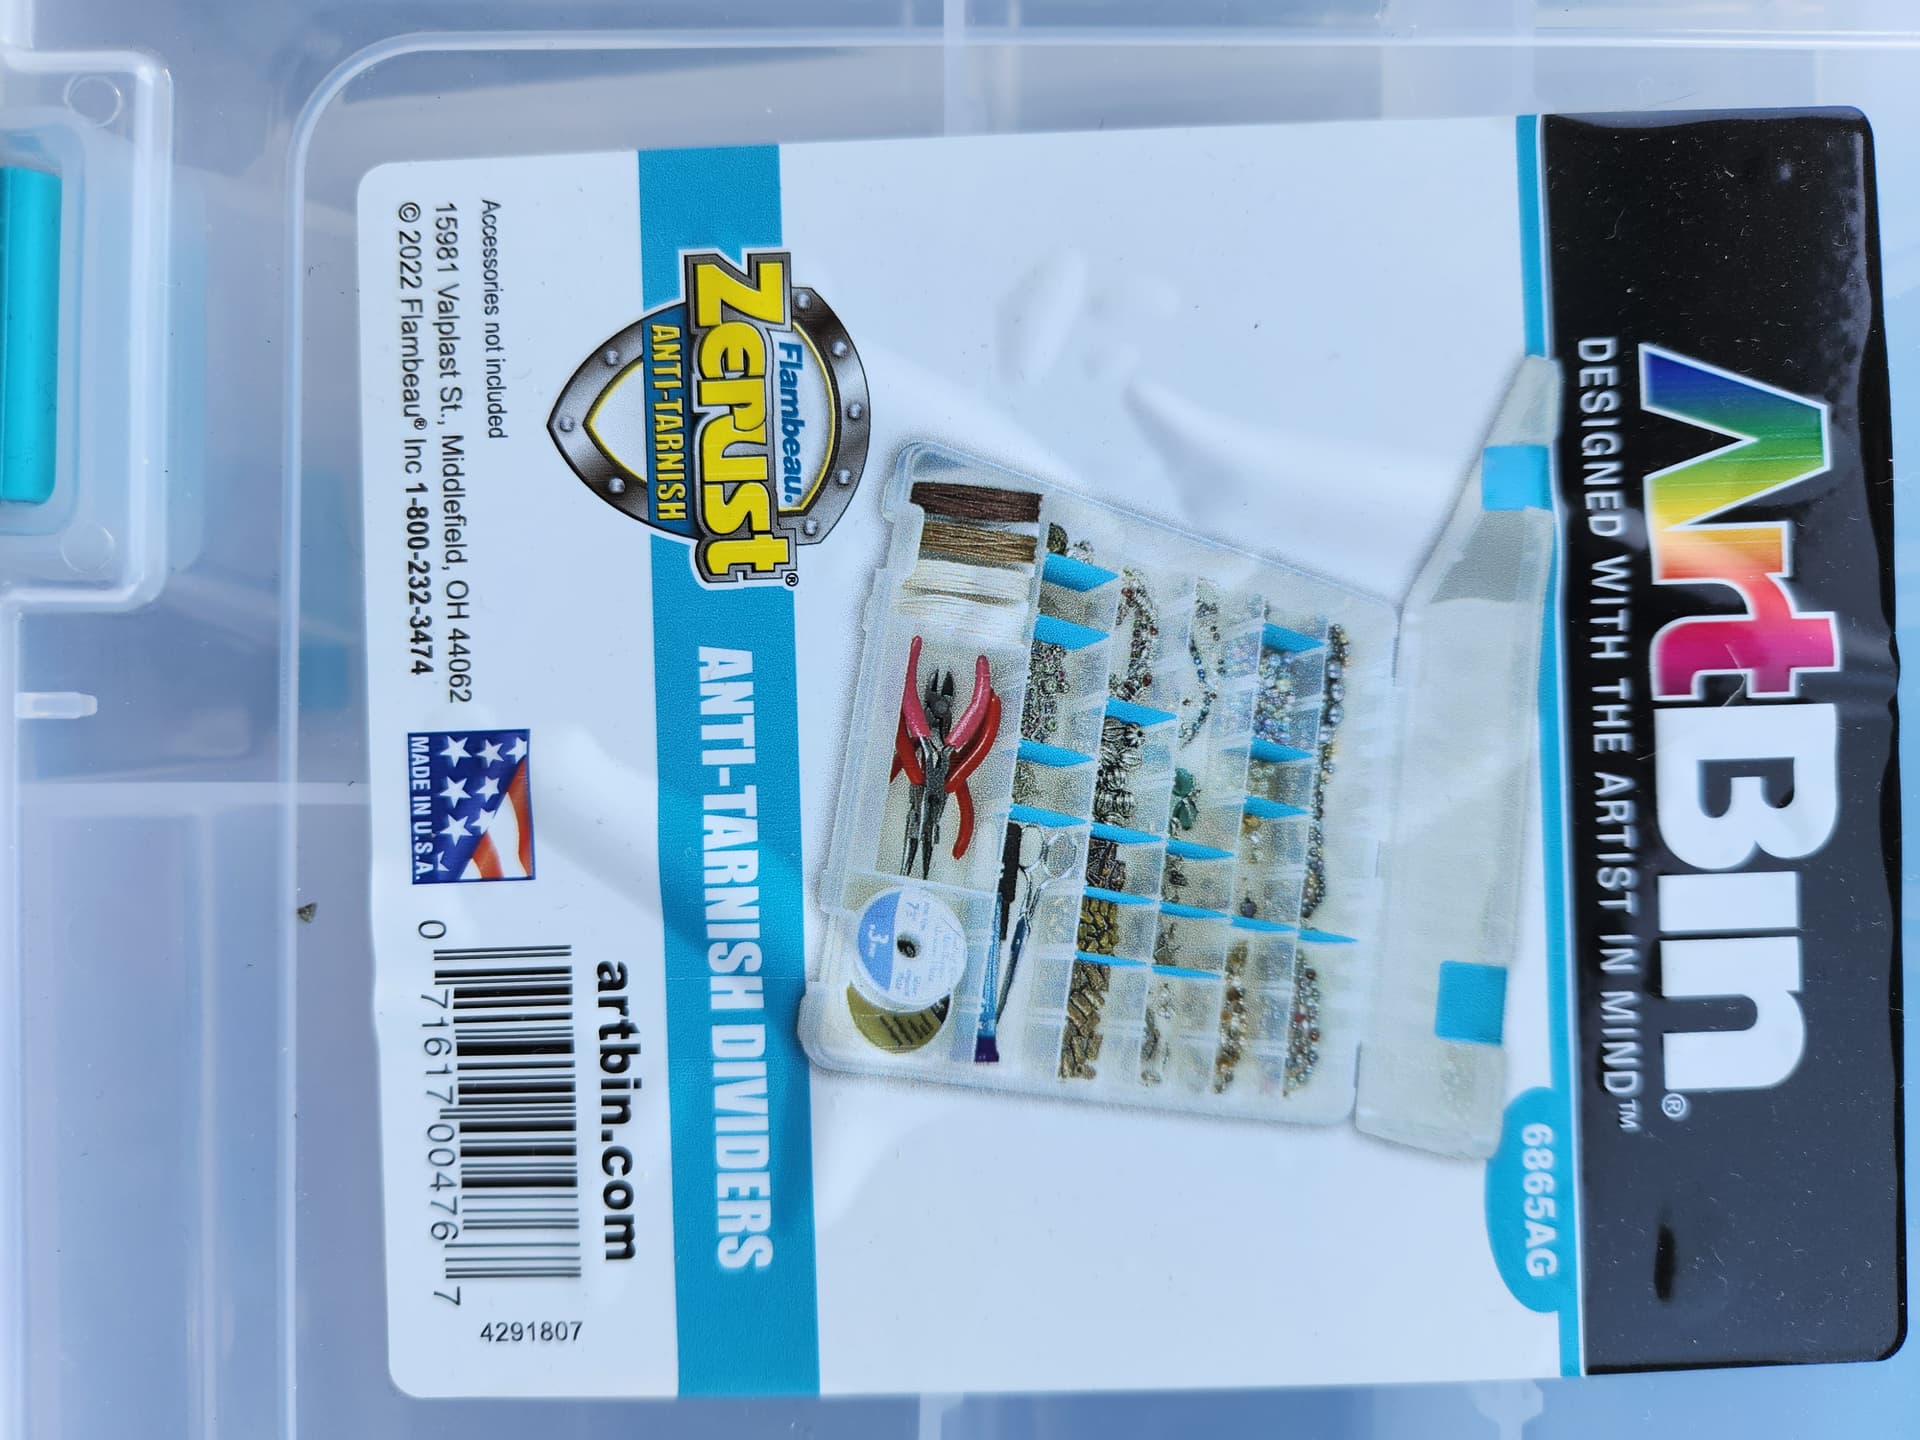 ArtBin®
DESIGNED WITH THE ARTIST IN MIND™
6865AG
Flambeau®
Zerust®
ANTI-TARNISH
ANTI-TARNISH DIVIDERS
Accessories not included
15981 Valplast St., Middlefield, OH 44062
© 2022 Flambeau® Inc 1-800-232-3474
MADE IN U.S.A.
artbin.com
0 71617 00476 7
4291807